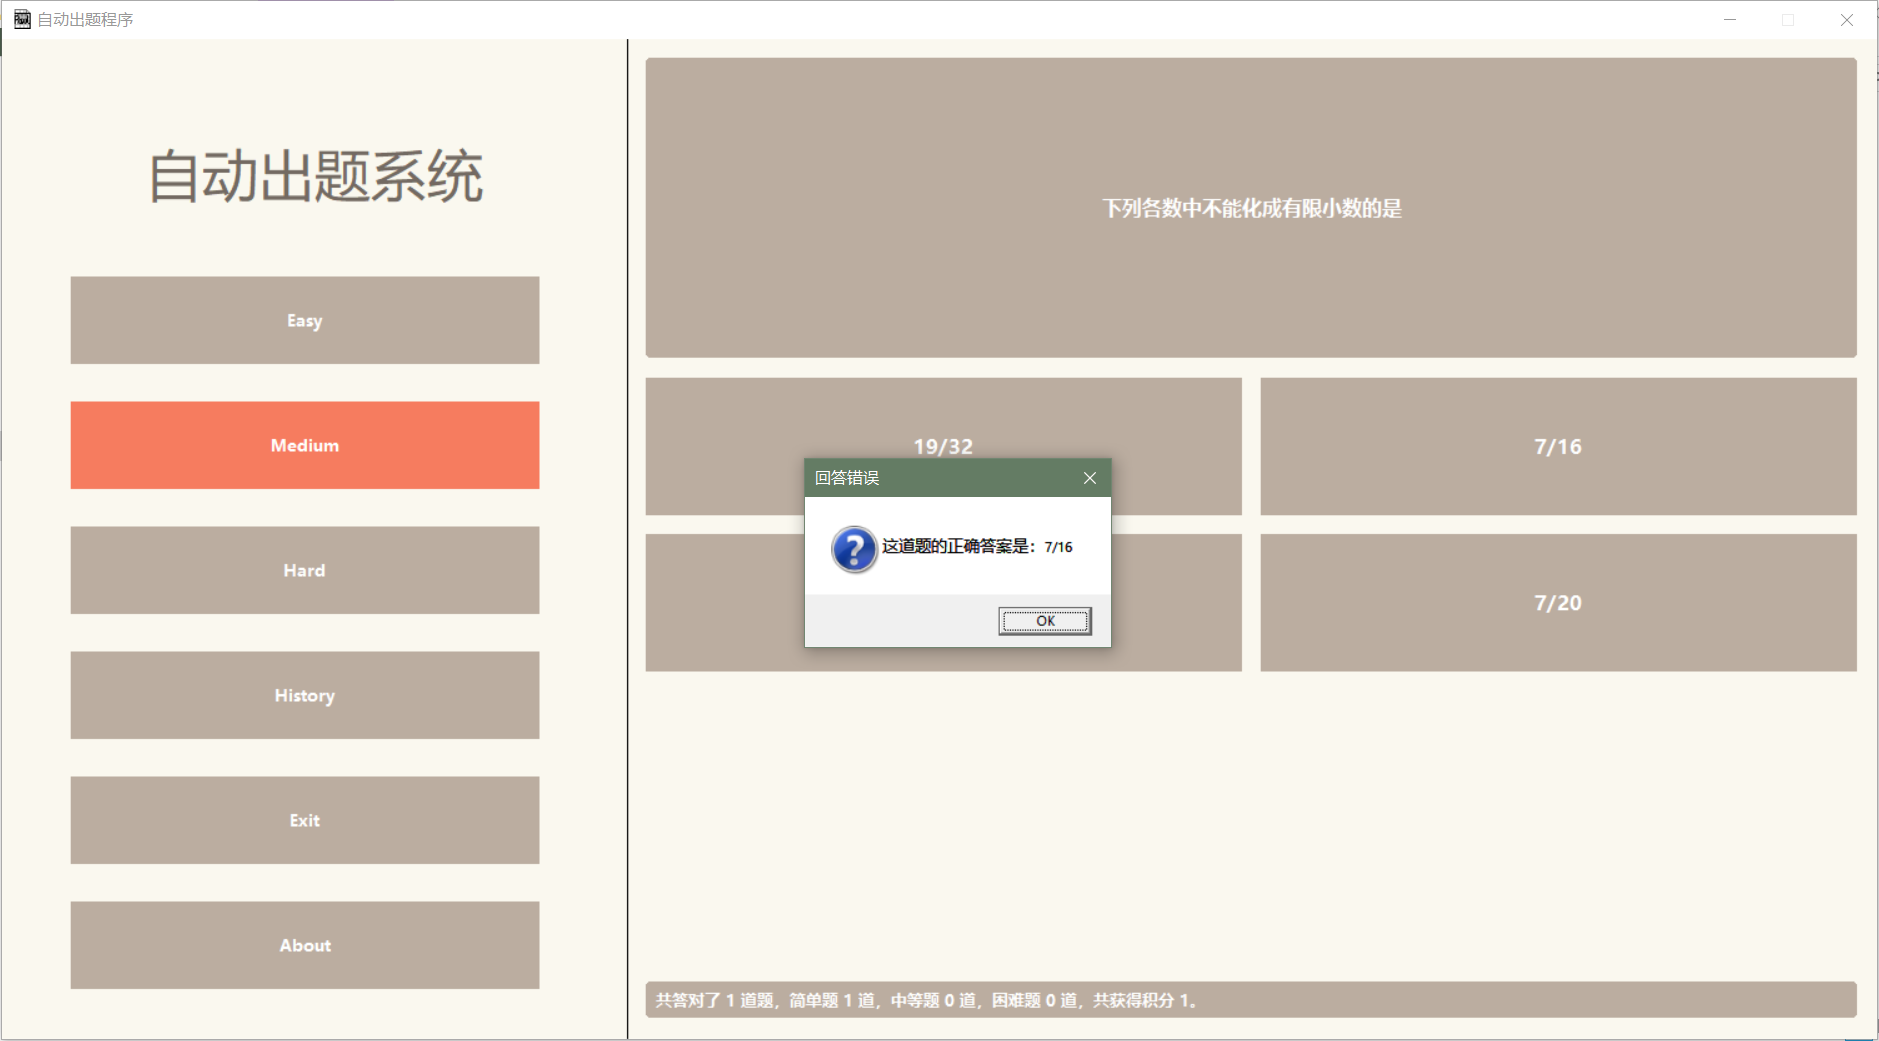 自动出题程序
自动出题系统
Easy
Medium
Hard
History
Exit
About
下列各数中不能化成有限小数的是
19/32
7/16
7/20
回答错误
这道题的正确答案是：7/16
OK
共答对了 1 道题，简单题 1 道，中等题 0 道，困难题 0 道，共获得积分 1。